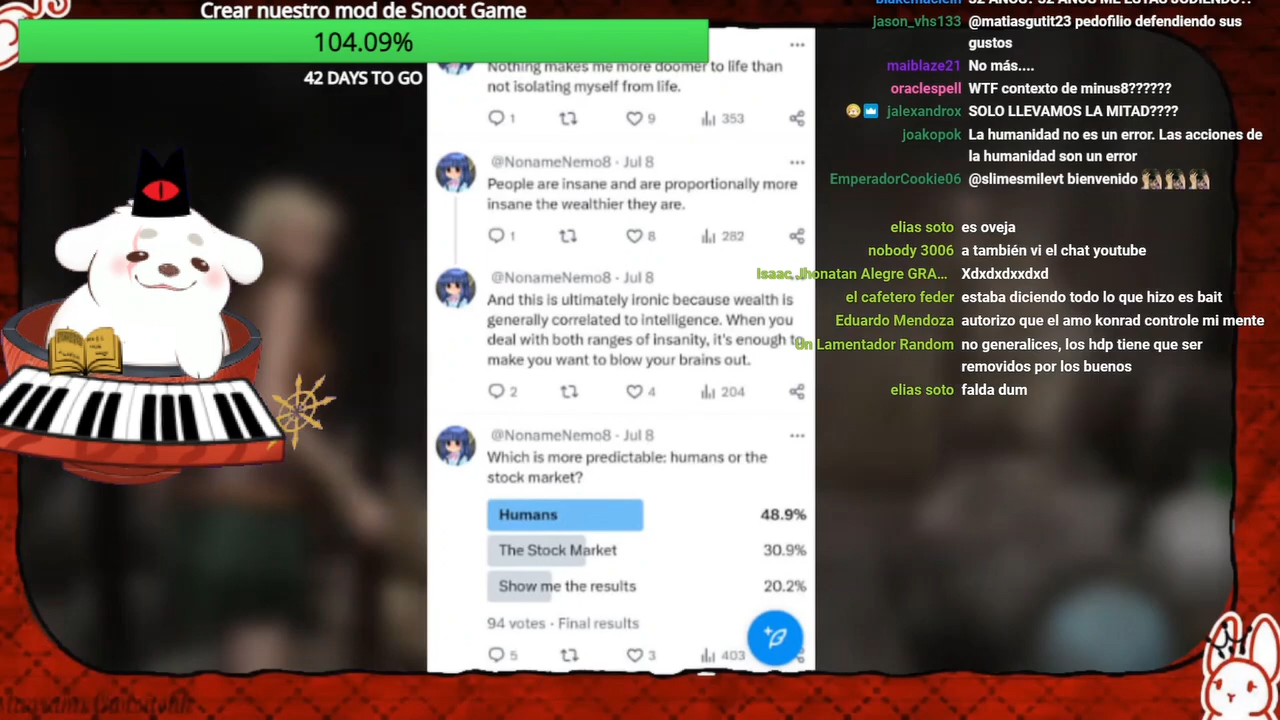 Crear nuestro mod de Snoot Game
104.09%
42 DAYS TO GO
Nothing makes me more doomer to life than
not isolating myself from life.
1 9 353
@NonameNemo8 · Jul 8
People are insane and are proportionally more
insane the wealthier they are.
1 8 282
@NonameNemo8 · Jul 8
And this is ultimately ironic because wealth is
generally correlated to intelligence. When you
deal with both ranges of insanity, it's enough to
make you want to blow your brains out.
2 4 204
@NonameNemo8 · Jul 8
Which is more predictable: humans or the
stock market?
Humans 48.9%
The Stock Market 30.9%
Show me the results 20.2%
94 votes · Final results
5 3 403
jason_vhs133 @matiasgutit23 pedofilio defendiendo sus
gustos
maiblaze21 No más....
oraclespell WTF contexto de minus8??????
jalexandrox SOLO LLEVAMOS LA MITAD????
joakopok La humanidad no es un error. Las acciones de
la humanidad son un error
EmperadorCookie06 @slimesmilevt bienvenido
elias soto es oveja
nobody 3006 a también vi el chat youtube
Isaac Jhonatan Alegre GRA... Xdxdxdxxdxd
el cafetero feder estaba diciendo todo lo que hizo es bait
Eduardo Mendoza autorizo que el amo konrad controle mi mente
Un Lamentador Random no generalices, los hdp tiene que ser
removidos por los buenos
elias soto falda dum